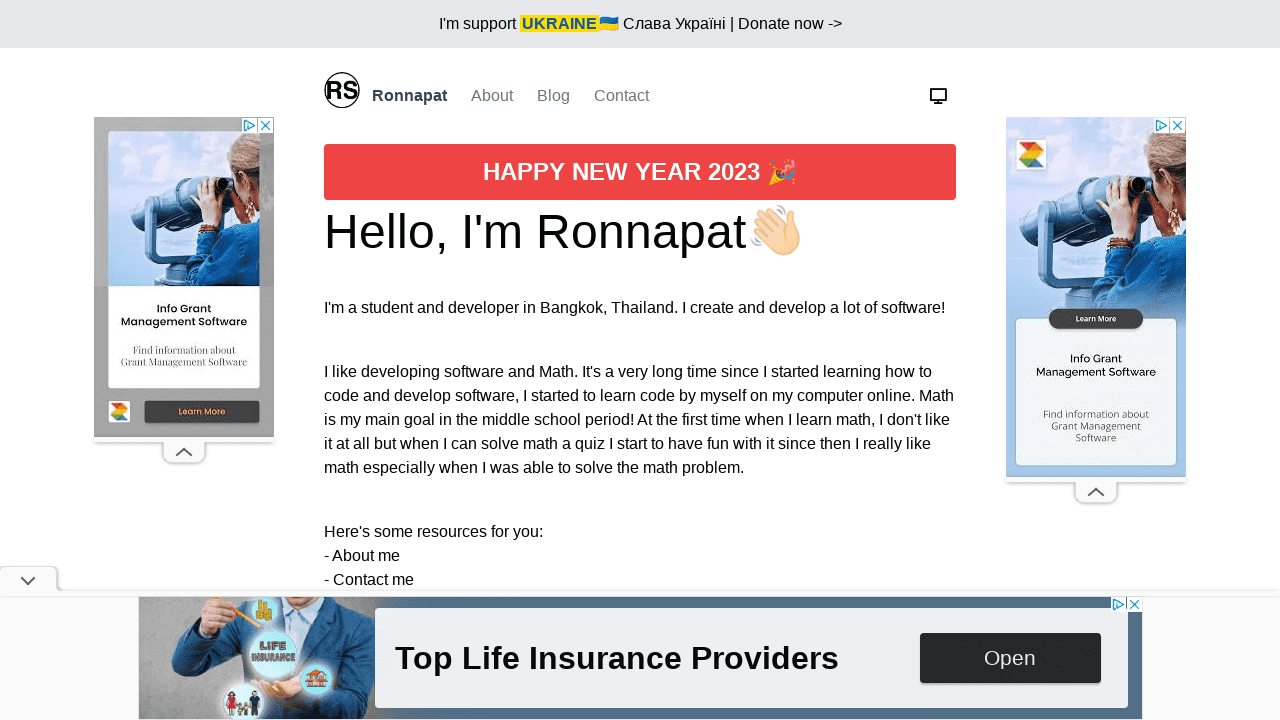 I'm support UKRAINE🇺🇦 Слава Україні | Donate now ->
RS Ronnapat About Blog Contact
HAPPY NEW YEAR 2023 🎉
Hello, I'm Ronnapat👋🏻
I'm a student and developer in Bangkok, Thailand. I create and develop a lot of software!
I like developing software and Math. It's a very long time since I started learning how to
code and develop software, I started to learn code by myself on my computer online. Math
is my main goal in the middle school period! At the first time when I learn math, I don't like
it at all but when I can solve math a quiz I start to have fun with it since then I really like
math especially when I was able to solve the math problem.
Here's some resources for you:
- About me
- Contact me
Info Grant
Management Software
Find information about
Grant Management Software
Learn More
Learn More
Info Grant
Management Software
Find information about
Grant Management
Software
LIFE
INSURANCE
Top Life Insurance Providers
Open